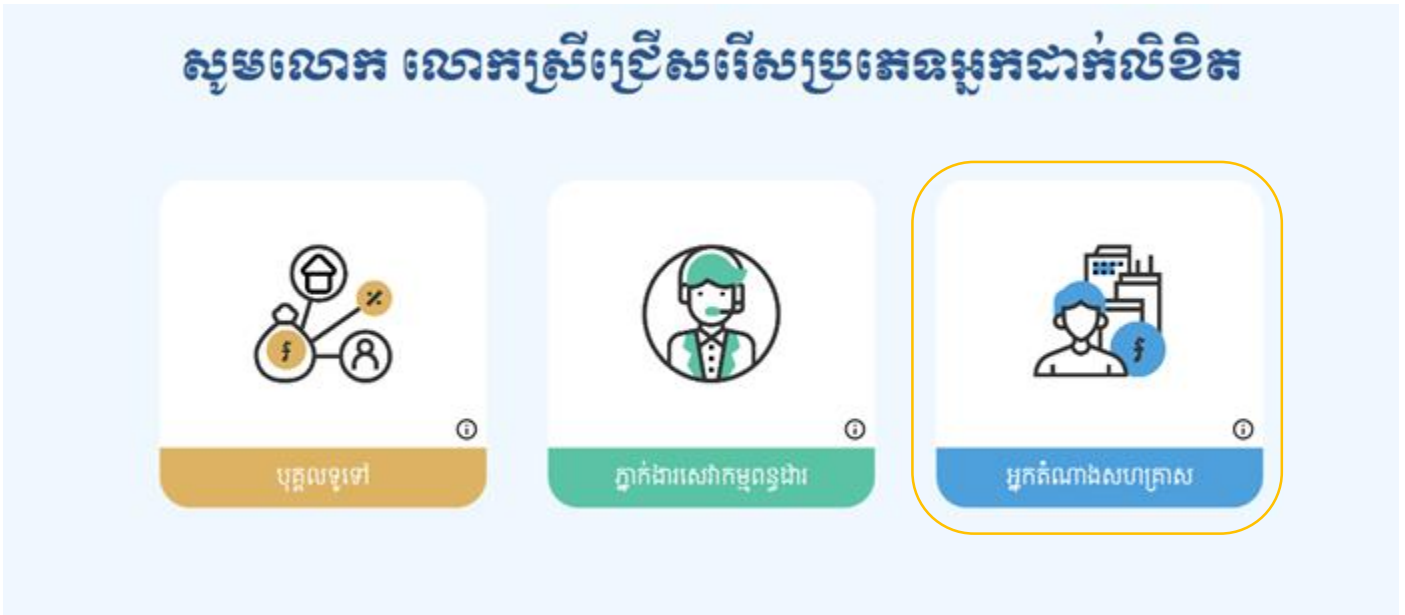 សូមលោក លោកស្រីជ្រើសរើសប្រភេទអ្នកដាក់លិខិត
បុគ្គលទូទៅ
ភ្នាក់ងារសេវាកម្មពន្ធដារ
អ្នកតំណាងសហគ្រាស